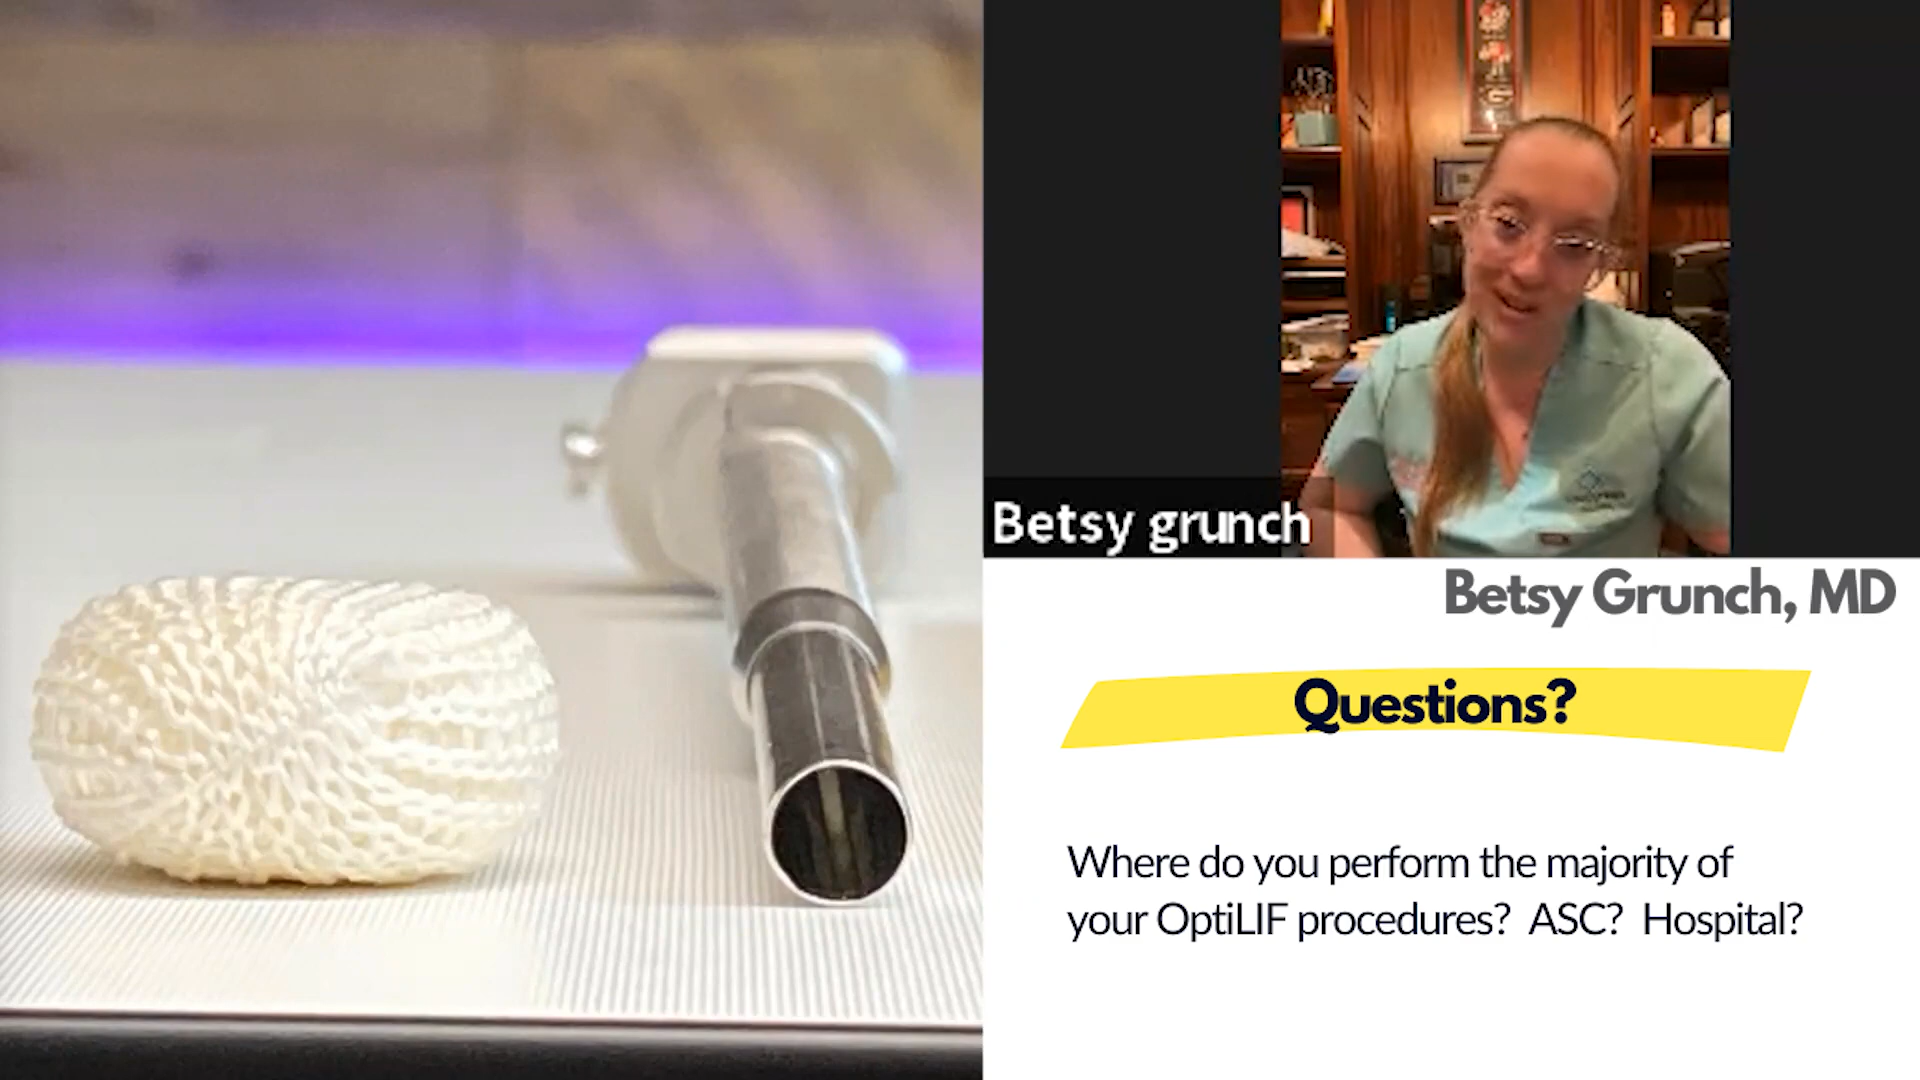 Betsy grunch
Betsy Grunch, MD
Questions?
Where do you perform the majority of
your OptiLIF procedures? ASC? Hospital?